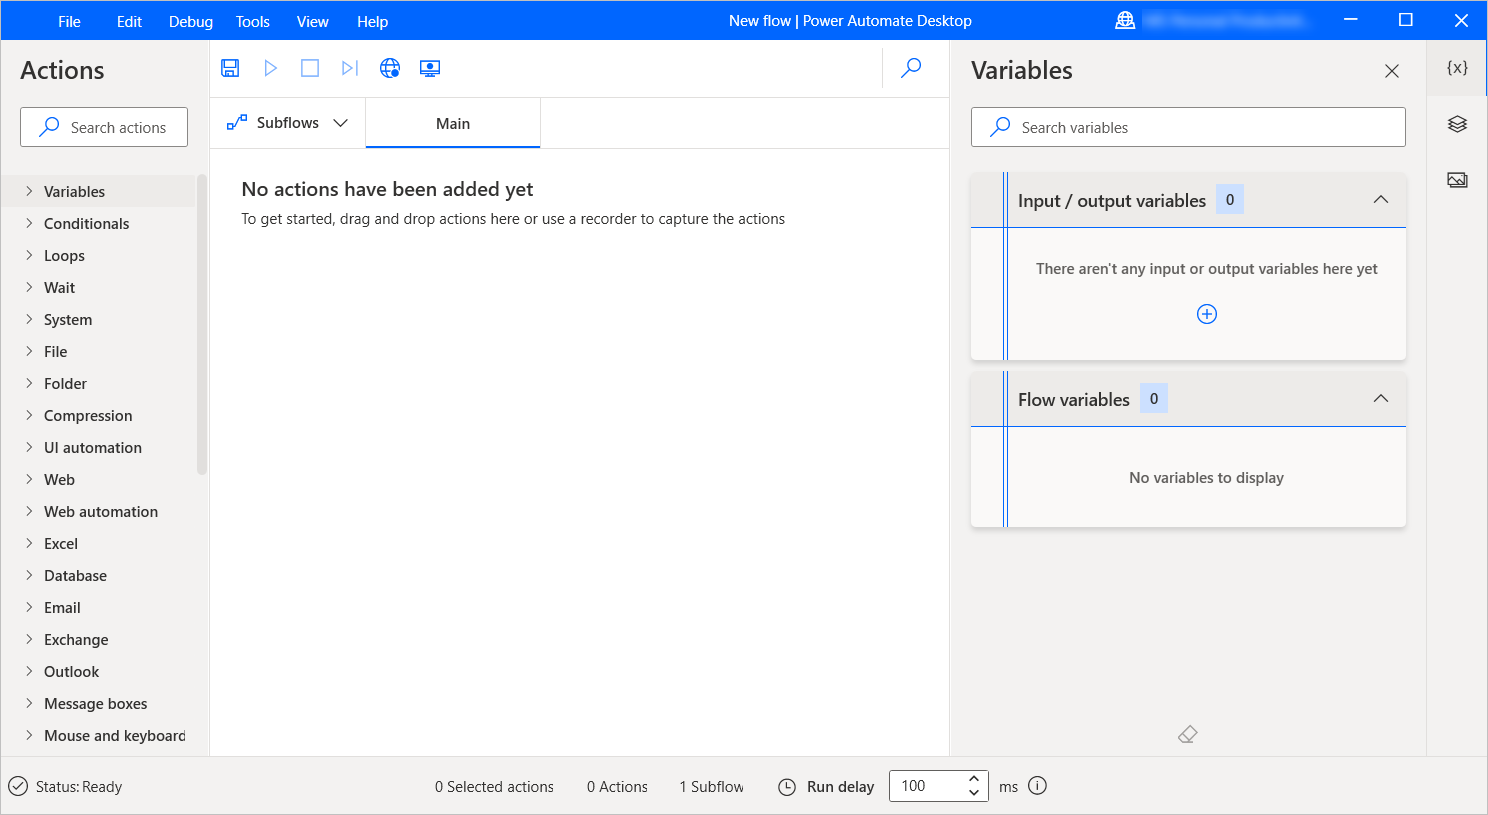 File Edit Debug Tools View Help
New flow | Power Automate Desktop
Actions
Search actions
Variables
Conditionals
Loops
Wait
System
File
Folder
Compression
UI automation
Web
Web automation
Excel
Database
Email
Exchange
Outlook
Message boxes
Mouse and keyboard
Subflows
Main
No actions have been added yet
To get started, drag and drop actions here or use a recorder to capture the actions
Variables
{x}
Search variables
Input / output variables 0
There aren't any input or output variables here yet
Flow variables 0
No variables to display
Status: Ready
0 Selected actions
0 Actions
1 Subflow
Run delay 100 ms